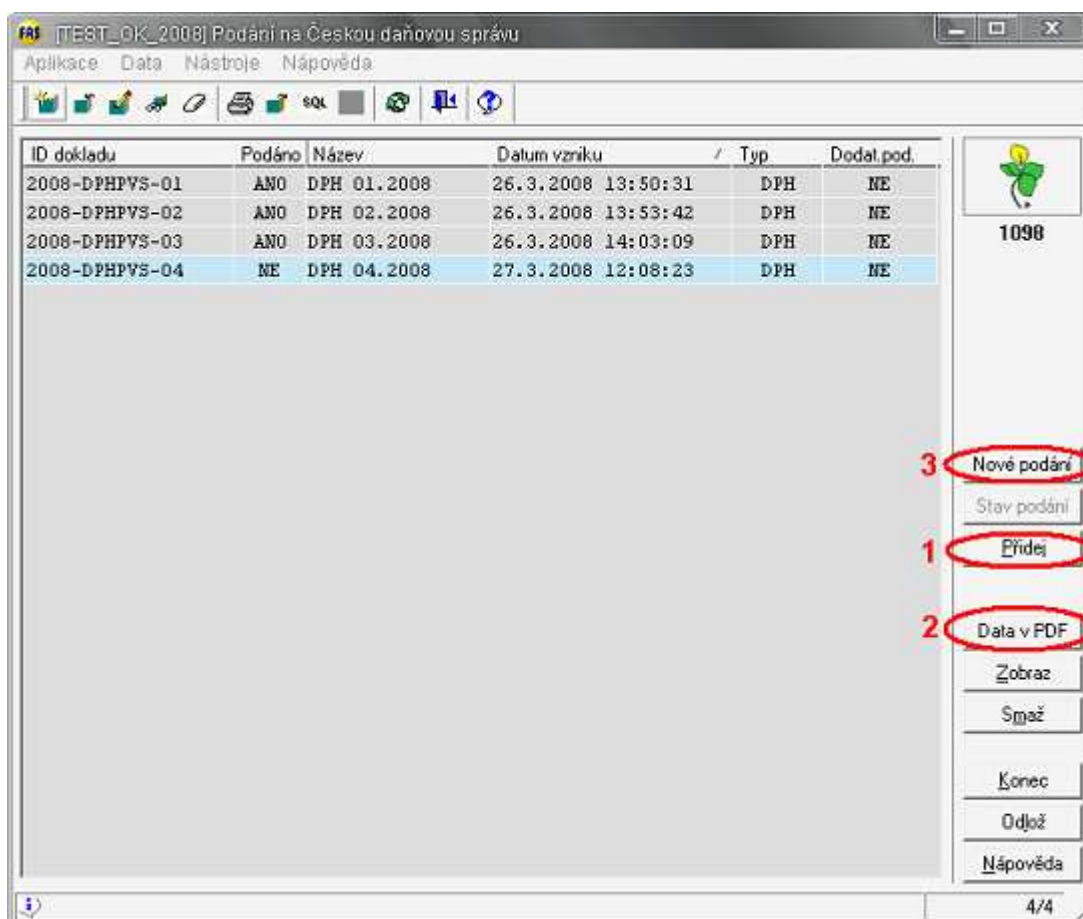 FRS [TEST_OK_2008] Podání na Českou daňovou správu
Aplikace Data Nástroje Nápověda
SQL
ID dokladu Podáno Název Datum vzniku / Typ Dodat.pod.
2008-DPHPVS-01 ANO DPH 01.2008 26.3.2008 13:50:31 DPH NE
2008-DPHPVS-02 ANO DPH 02.2008 26.3.2008 13:53:42 DPH NE
2008-DPHPVS-03 ANO DPH 03.2008 26.3.2008 14:03:09 DPH NE
2008-DPHPVS-04 NE DPH 04.2008 27.3.2008 12:08:23 DPH NE
1098
3 Nové podání
Stav podání
1 Přidej
2 Data v PDF
Zobraz
Smaž
Konec
Odlož
Nápověda
4/4